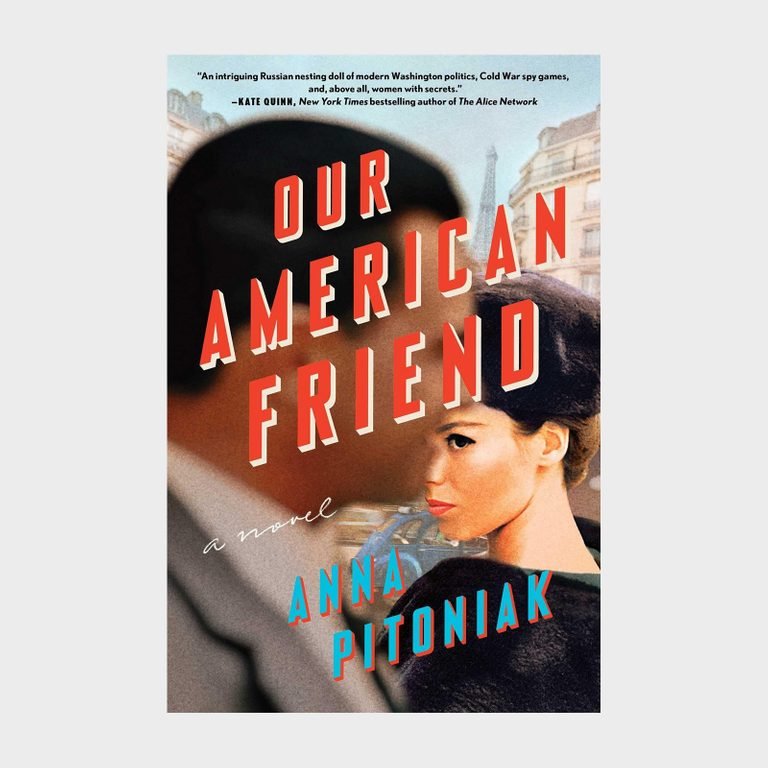 “An intriguing Russian nesting doll of modern Washington politics, Cold War spy games,
and, above all, women with secrets.”
—KATE QUINN, New York Times bestselling author of The Alice Network
OUR
AMERICAN
FRIEND
a novel
ANNA
PITONIAK